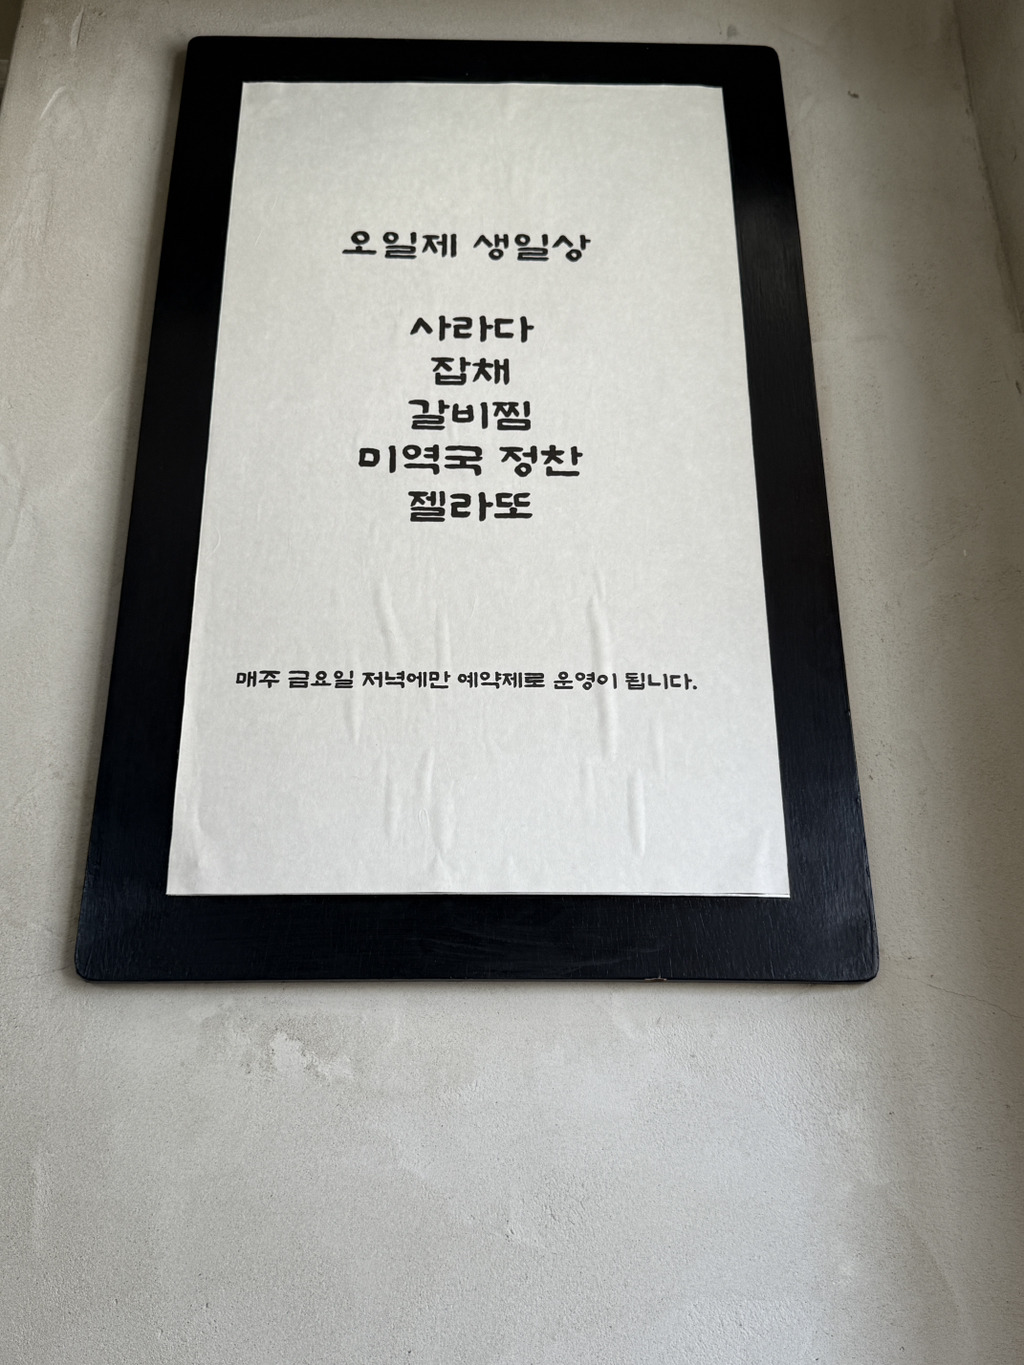 오일제 생일상
사라다
잡채
갈비찜
미역국 정찬
젤라또
매주 금요일 저녁에만 예약제로 운영이 됩니다.